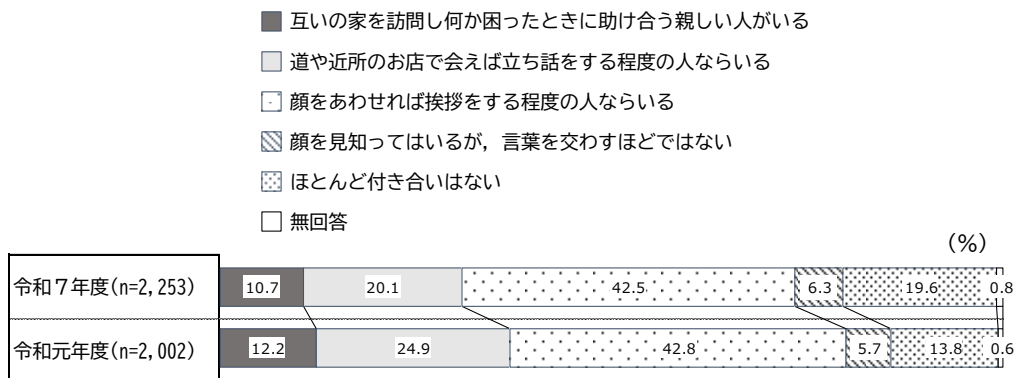 互いの家を訪問し何か困ったときに助け合う親しい人がいる
道や近所のお店で会えば立ち話をする程度の人ならいる
顔をあわせれば挨拶をする程度の人ならいる
顔を見知ってはいるが，言葉を交わすほどではない
ほとんど付き合いはない
無回答
（%）
令和７年度(n=2,253) 10.7 20.1 42.5 6.3 19.6 0.8
令和元年度(n=2,002) 12.2 24.9 42.8 5.7 13.8 0.6